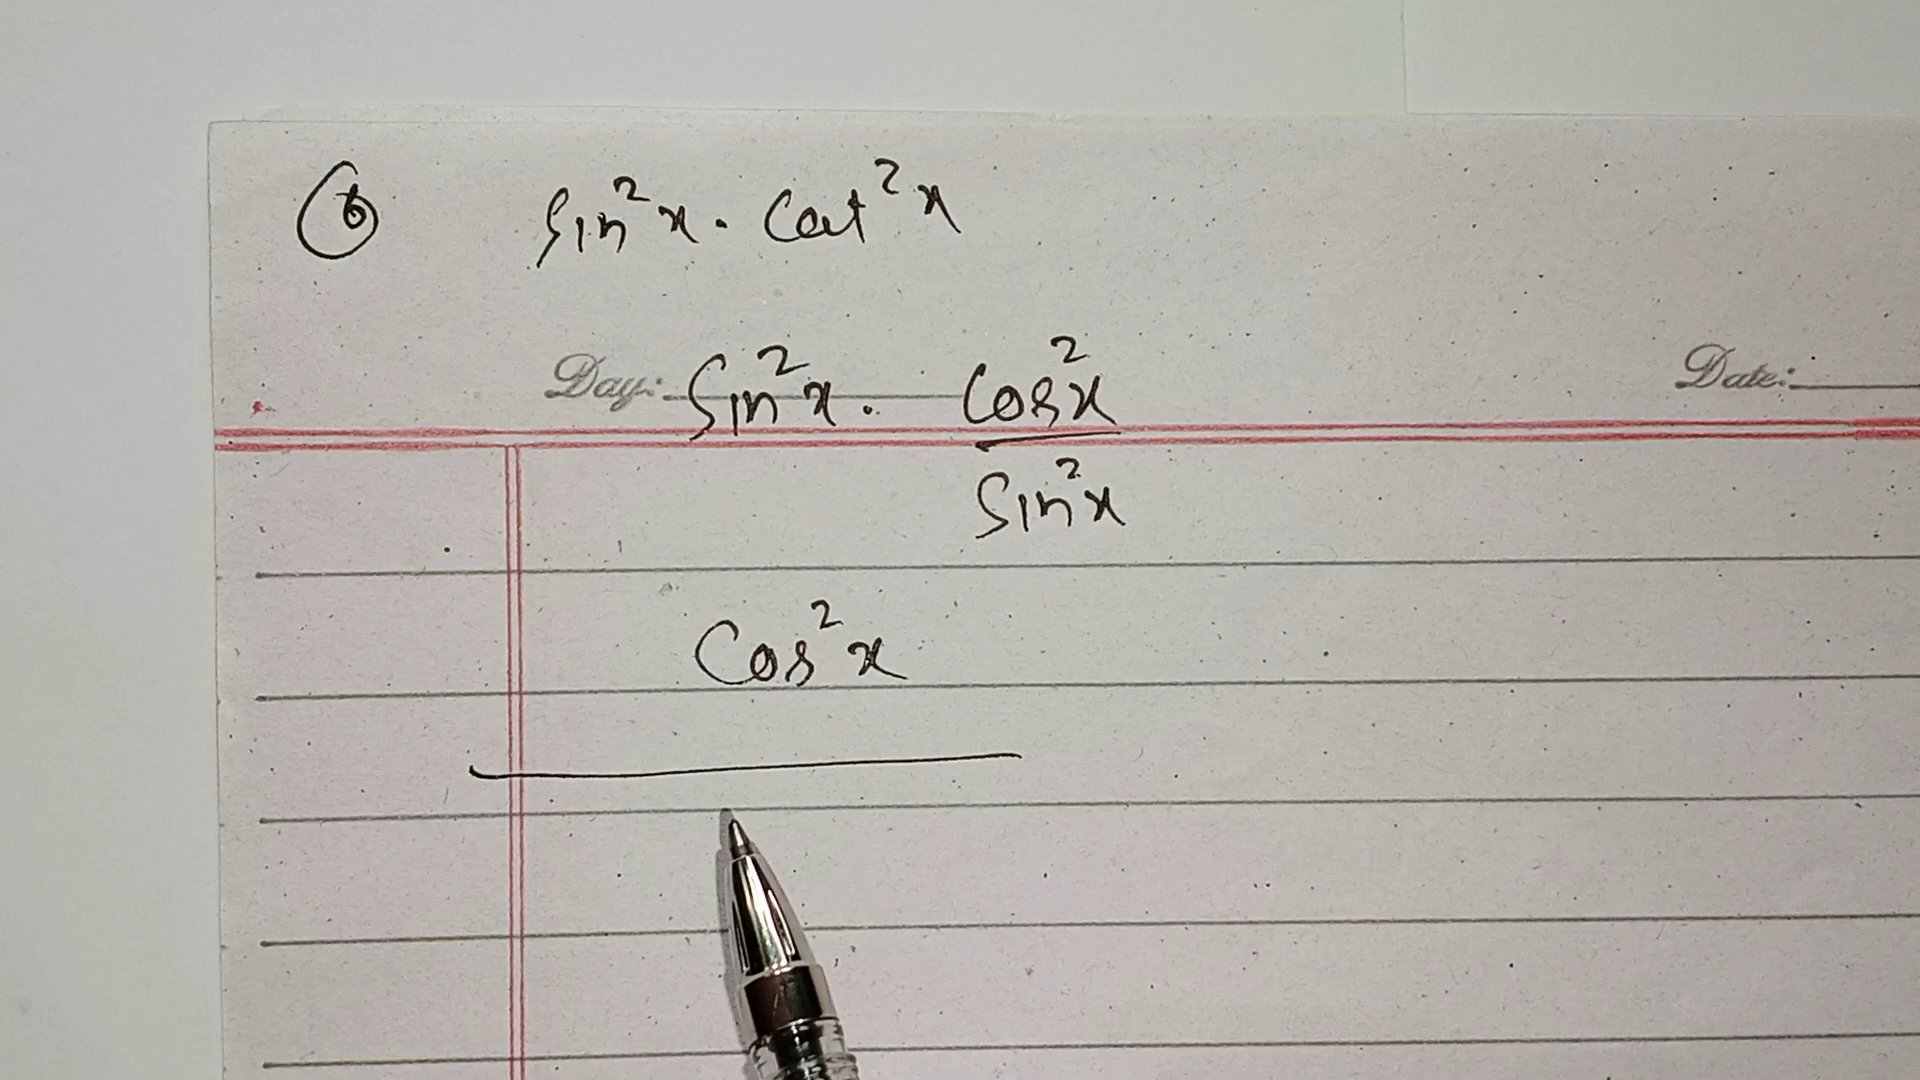 ⑥ Sin²x . Cot²x
Day: Sin²x . Cos²x Date:
Sin²x
Cos²x